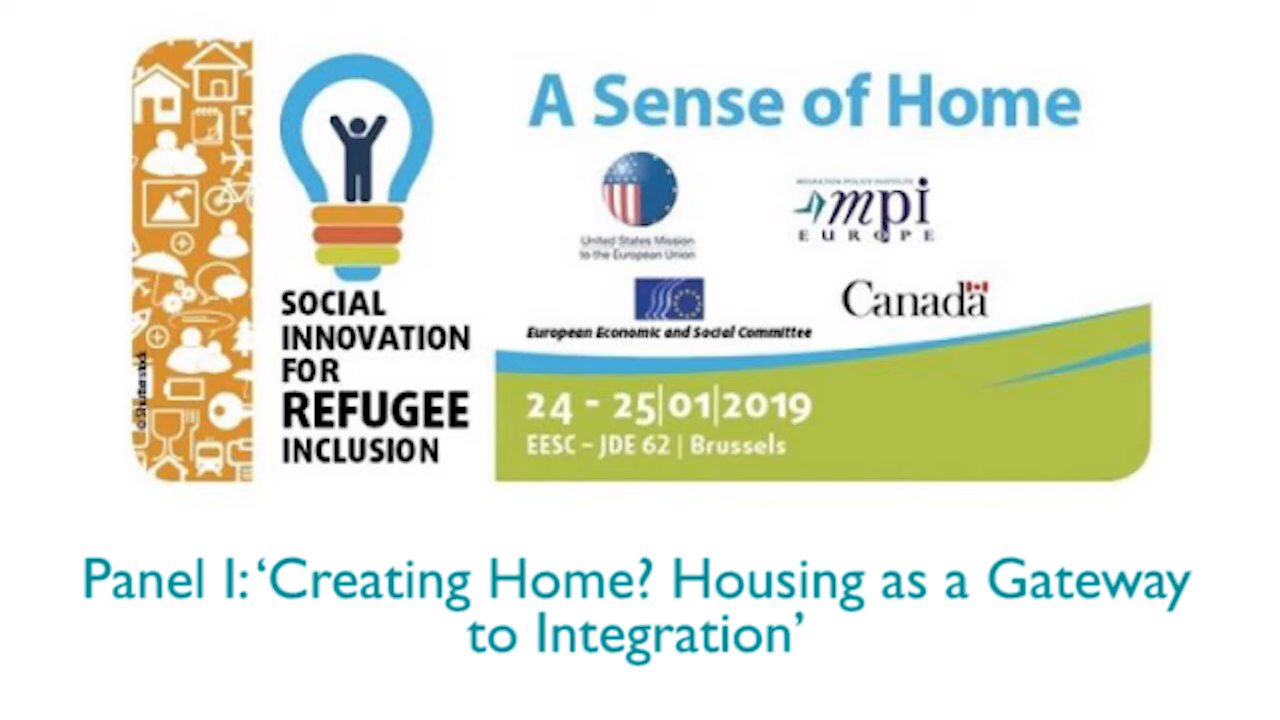 A Sense of Home
United States Mission
to the European Union
MIGRATION POLICY INSTITUTE
mpi
EUROPE
European Economic and Social Committee
Canada
SOCIAL
INNOVATION
FOR
REFUGEE
INCLUSION
24 - 25|01|2019
EESC – JDE 62 | Brussels
©Shutterstock
Panel I: ‘Creating Home? Housing as a Gateway
to Integration’